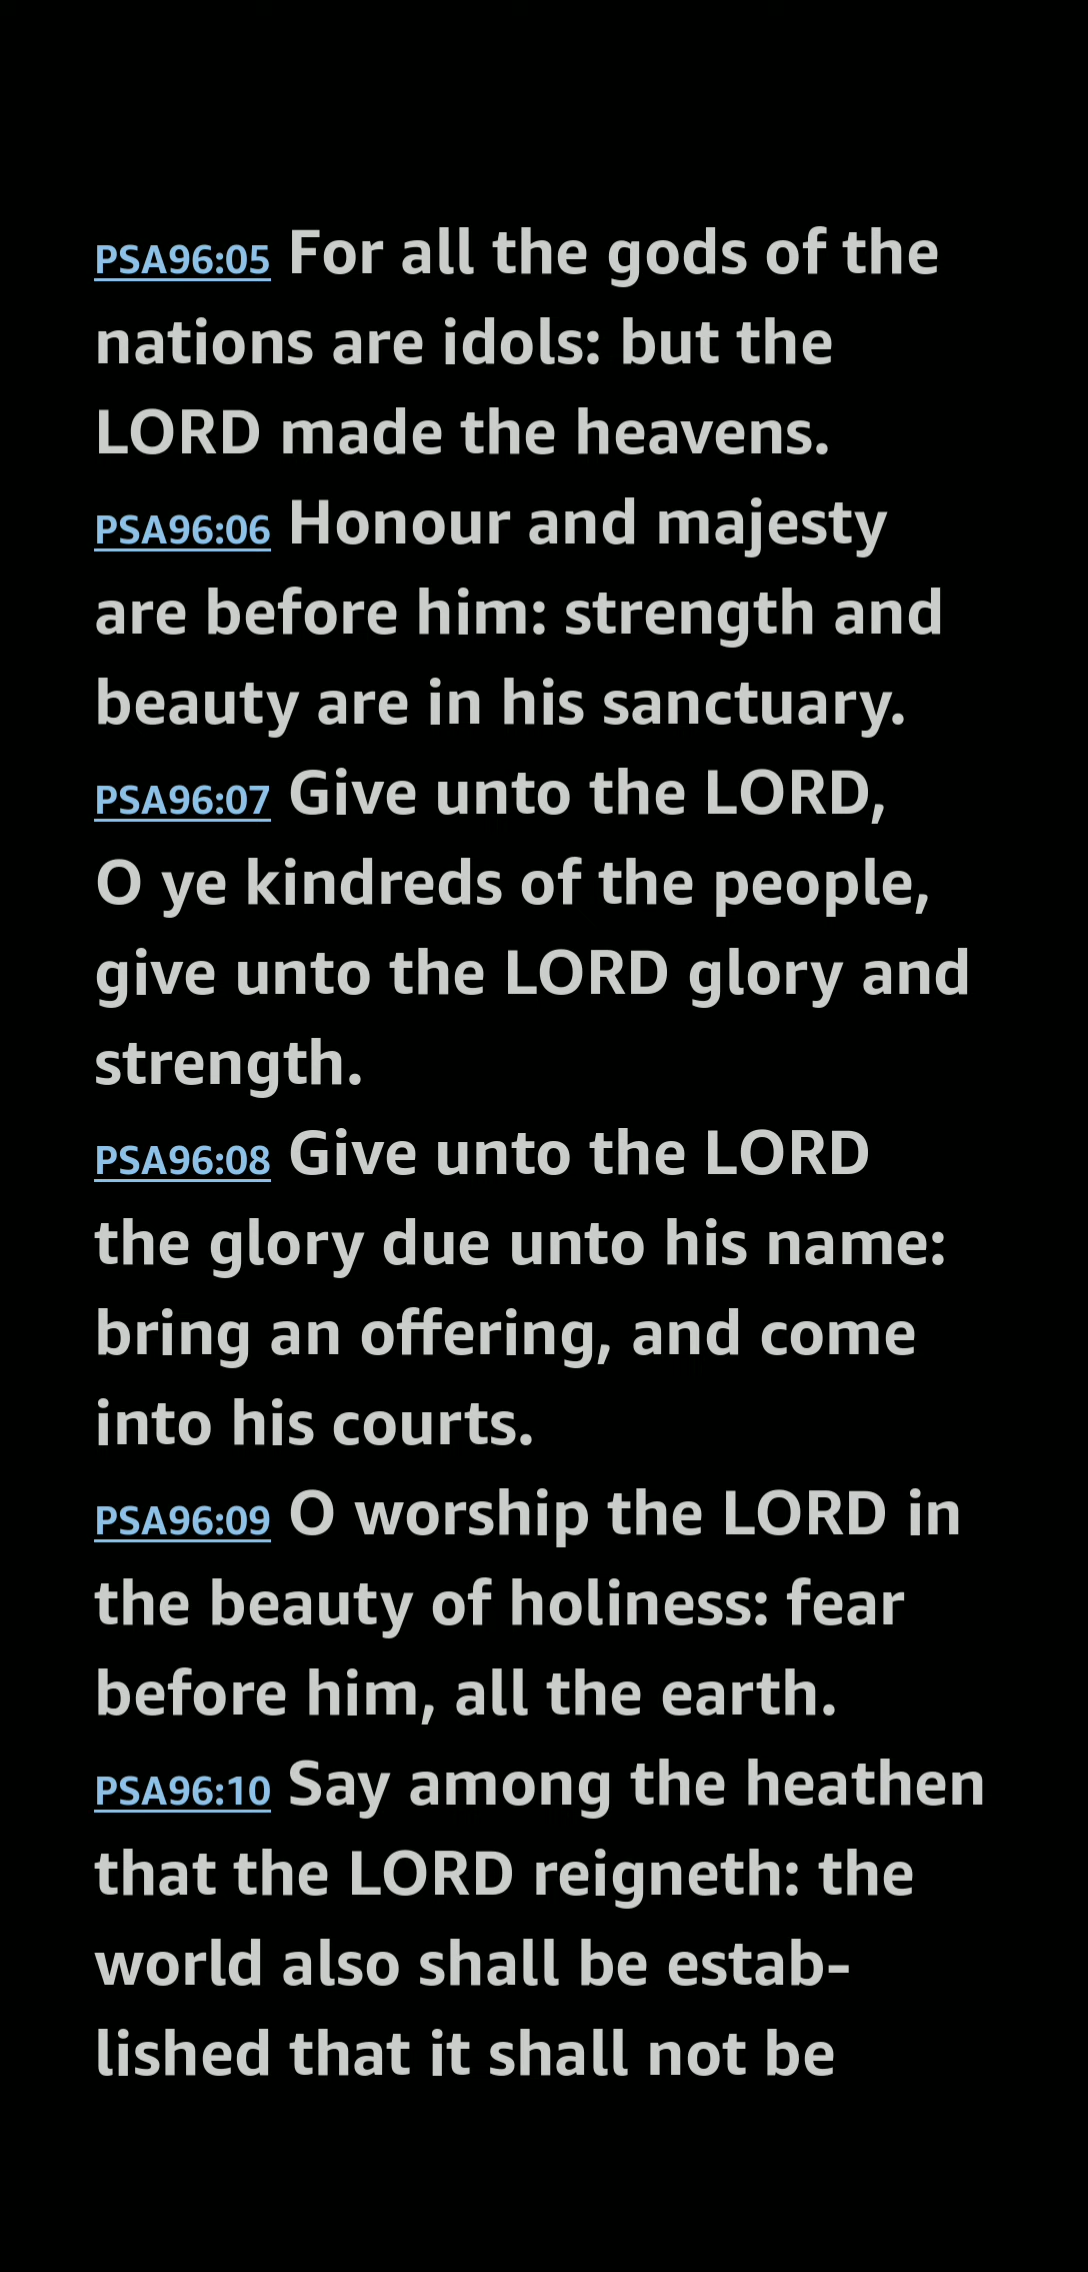 PSA96:05 For all the gods of the
nations are idols: but the
LORD made the heavens.
PSA96:06 Honour and majesty
are before him: strength and
beauty are in his sanctuary.
PSA96:07 Give unto the LORD,
O ye kindreds of the people,
give unto the LORD glory and
strength.
PSA96:08 Give unto the LORD
the glory due unto his name:
bring an offering, and come
into his courts.
PSA96:09 O worship the LORD in
the beauty of holiness: fear
before him, all the earth.
PSA96:10 Say among the heathen
that the LORD reigneth: the
world also shall be estab-
lished that it shall not be